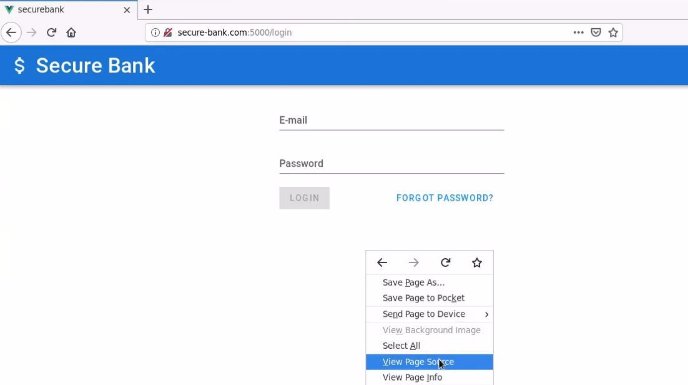 securebank
secure-bank.com:5000/login
$ Secure Bank
E-mail
Password
LOGIN
FORGOT PASSWORD?
Save Page As...
Save Page to Pocket
Send Page to Device
View Background Image
Select All
View Page Source
View Page Info